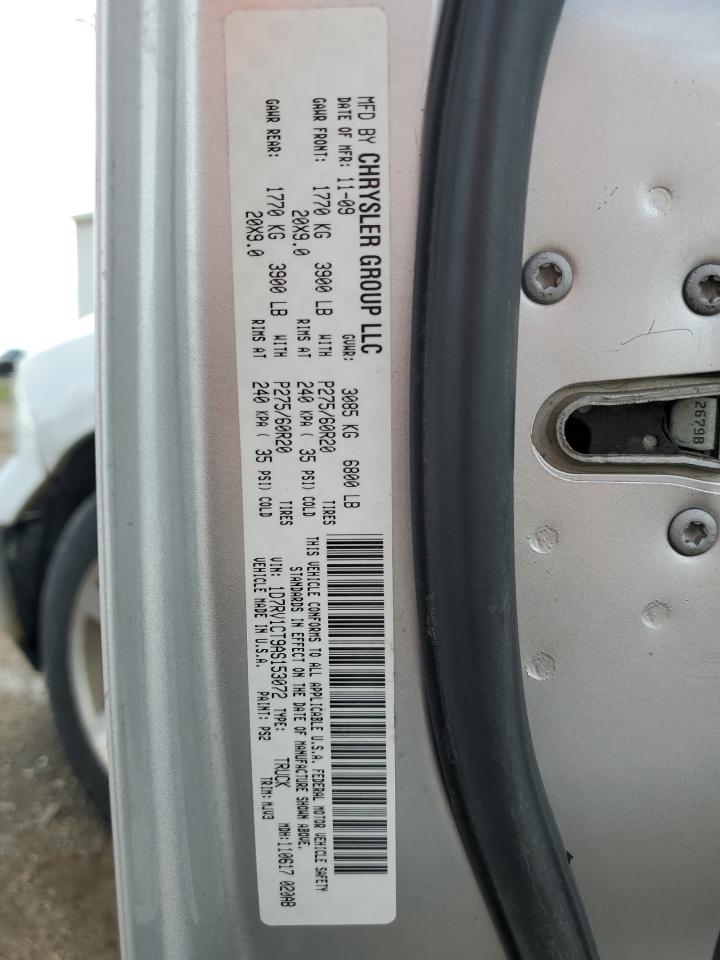 MFD BY CHRYSLER GROUP LLC
DATE OF MFR: 11-09 GVWR: 3085 KG 6800 LB
GAWR FRONT: 1770 KG 3900 LB WITH P275/60R20 TIRES
20X9.0 RIMS AT 240 KPA ( 35 PSI) COLD
GAWR REAR: 1770 KG 3900 LB WITH P275/60R20 TIRES
20X9.0 RIMS AT 240 KPA ( 35 PSI) COLD
THIS VEHICLE CONFORMS TO ALL APPLICABLE U.S.A. FEDERAL MOTOR VEHICLE SAFETY
STANDARDS IN EFFECT ON THE DATE OF MANUFACTURE SHOWN ABOVE.
VIN: 1D7RV1CT9AS153072 TYPE: TRUCK MDH:110617 020AB
VEHICLE MADE IN U.S.A. PAINT: PS2 TRIM: MJV3
2679B